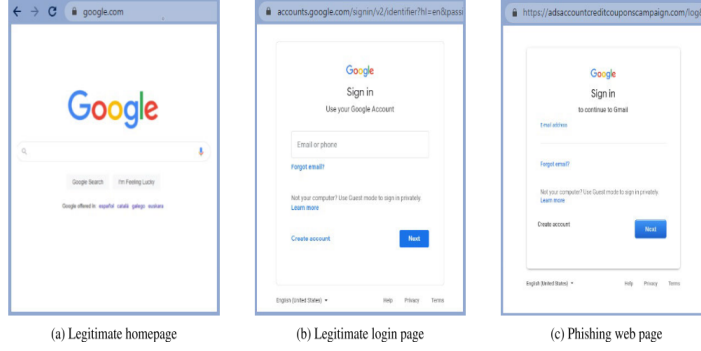 google.com
Google
Google Search I'm Feeling Lucky
Google offered in: español català galego euskara
(a) Legitimate homepage
accounts.google.com/signin/v2/identifier?hl=en&passi
Google
Sign in
Use your Google Account
Email or phone
Forgot email?
Not your computer? Use Guest mode to sign in privately.
Learn more
Create account Next
English (United States) Help Privacy Terms
(b) Legitimate login page
https://adsaccountcreditcouponscampaign.com/log
Google
Sign in
to continue to Gmail
Email address
Forgot email?
Not your computer? Use Guest mode to sign in privately.
Learn more
Create account Next
English (United States) Help Privacy Terms
(c) Phishing web page